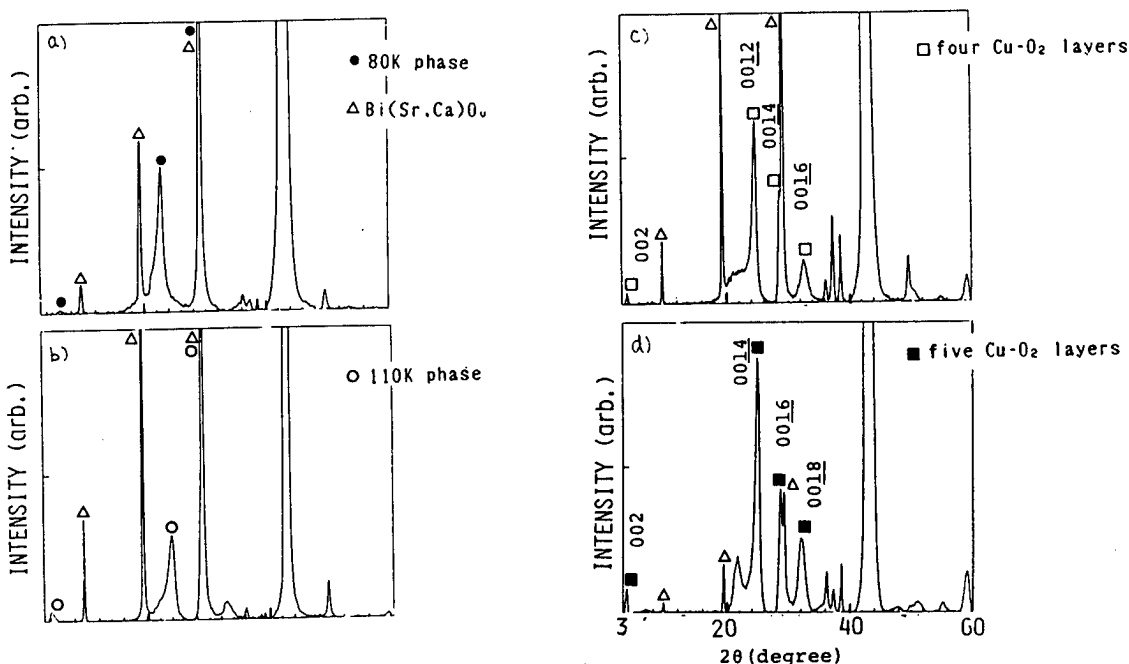 a)
● 80K phase
△ Bi(Sr.Ca)Oᵤ
INTENSITY (arb.)
b)
○ 110K phase
INTENSITY (arb.)
c)
□ four Cu-O₂ layers
002
0012
0014
0016
INTENSITY (arb.)
d)
■ five Cu-O₂ layers
002
0014
0016
0018
INTENSITY (arb.)
3 20 40 60
2θ (degree)